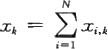 x_k = \sum_{i=1}^{N} x_{i,k}